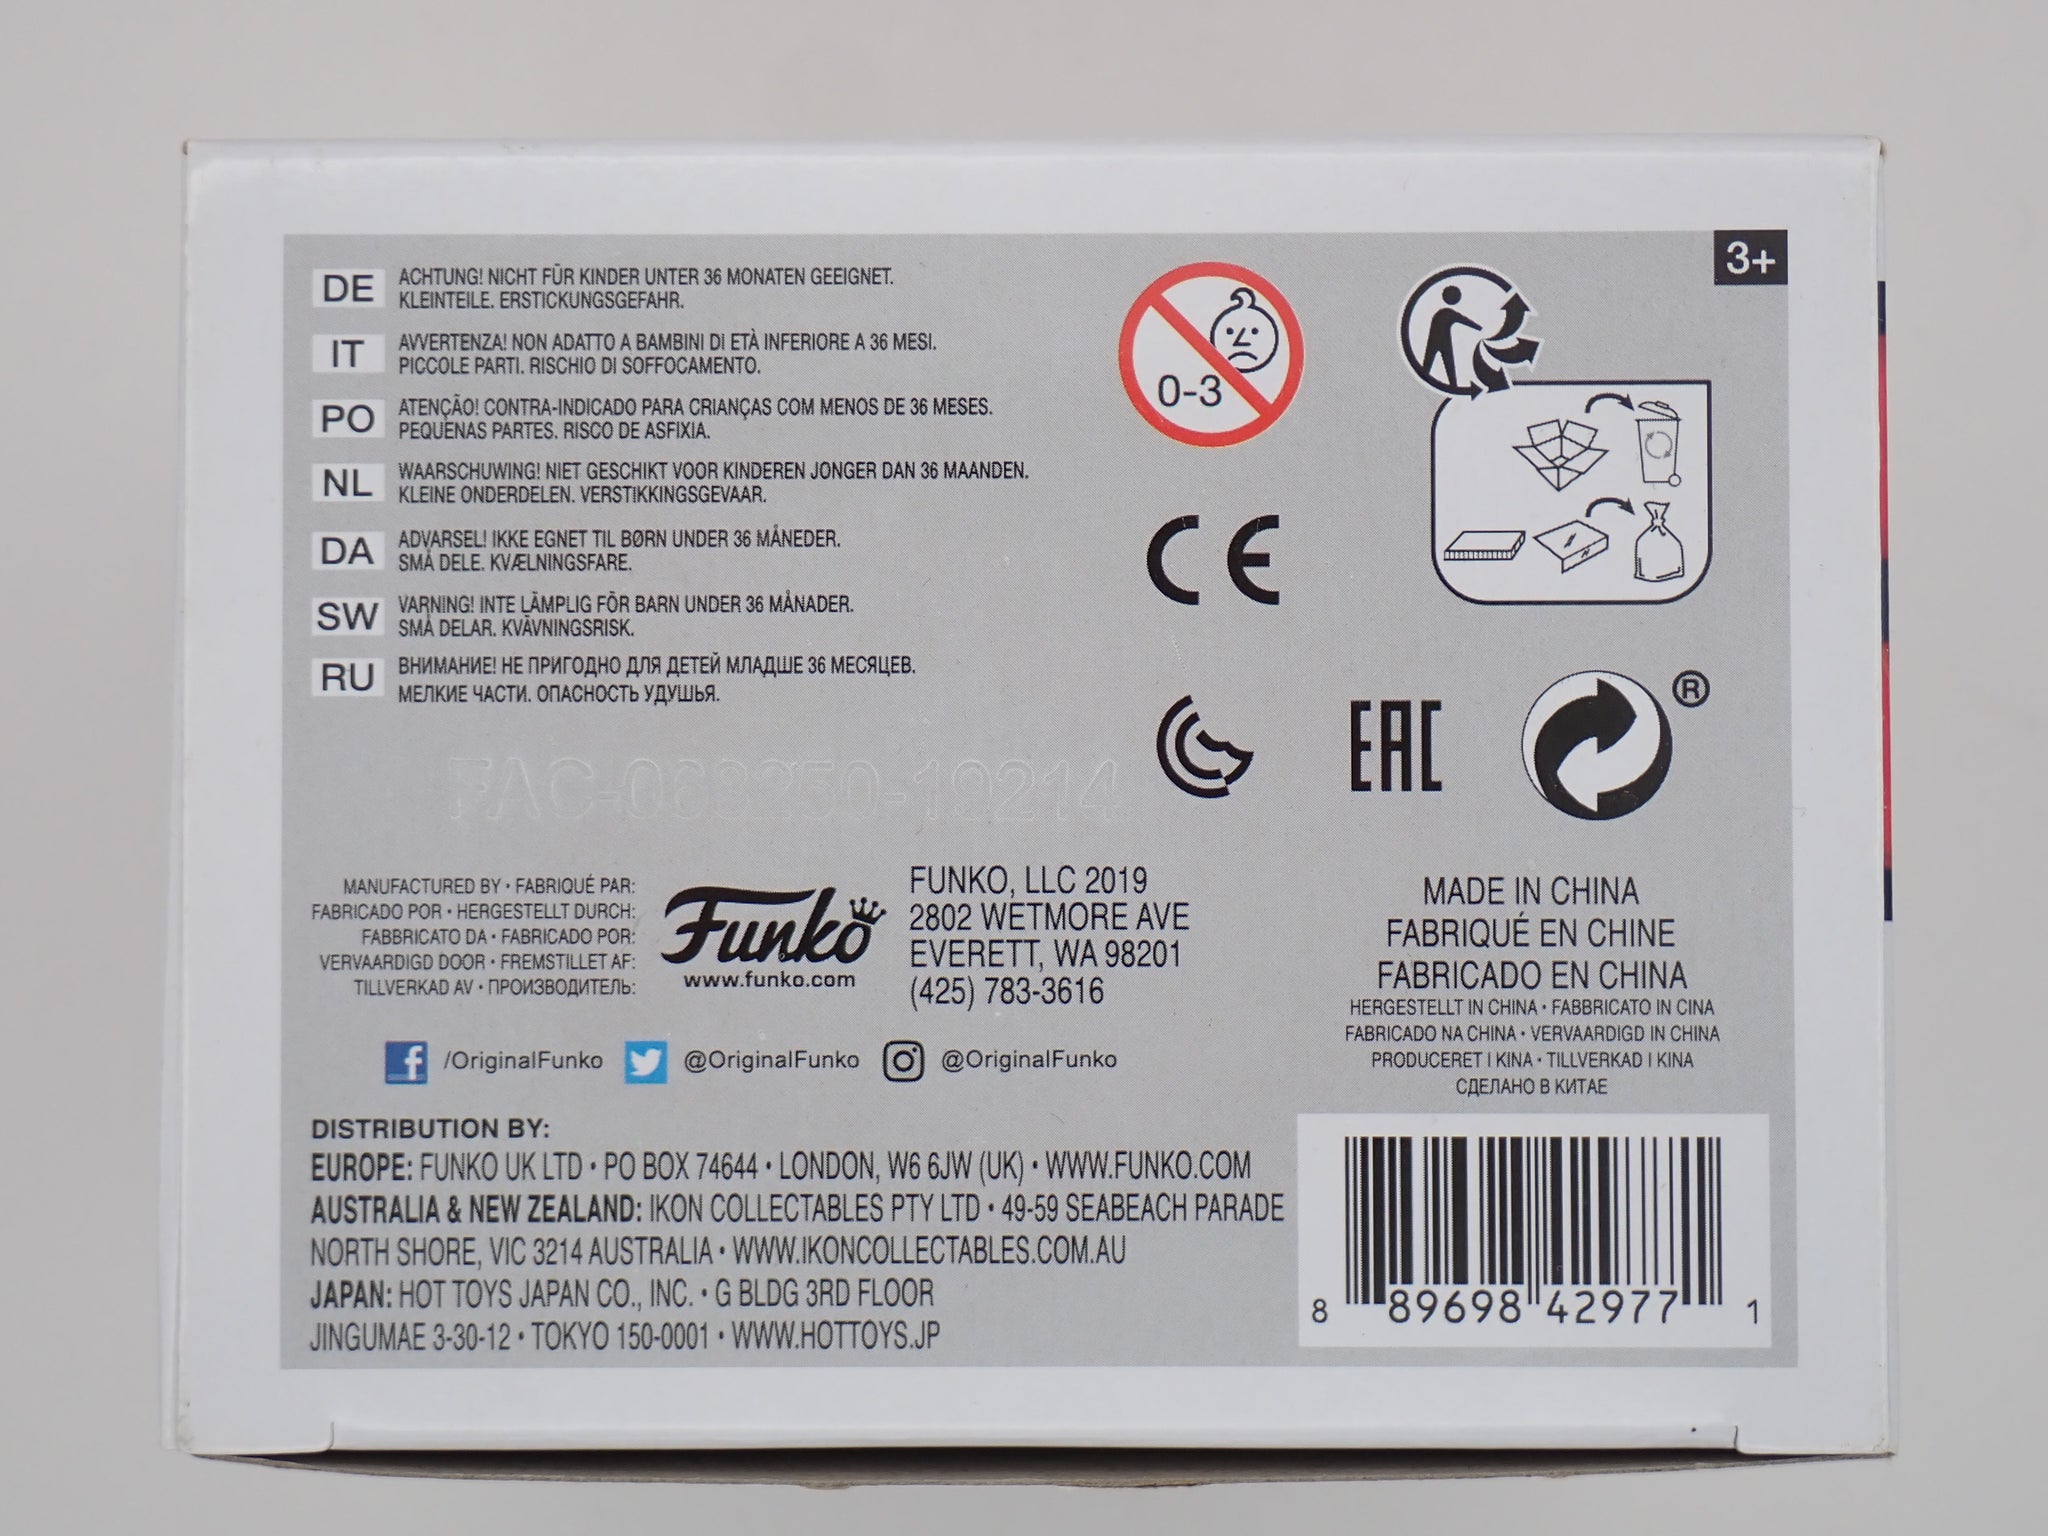 3+
DE ACHTUNG! NICHT FÜR KINDER UNTER 36 MONATEN GEEIGNET.
KLEINTEILE. ERSTICKUNGSGEFAHR.
IT AVVERTENZA! NON ADATTO A BAMBINI DI ETÀ INFERIORE A 36 MESI.
PICCOLE PARTI. RISCHIO DI SOFFOCAMENTO.
PO ATENÇÃO! CONTRA-INDICADO PARA CRIANÇAS COM MENOS DE 36 MESES.
PEQUENAS PARTES. RISCO DE ASFIXIA.
NL WAARSCHUWING! NIET GESCHIKT VOOR KINDEREN JONGER DAN 36 MAANDEN.
KLEINE ONDERDELEN. VERSTIKKINGSGEVAAR.
DA ADVARSEL! IKKE EGNET TIL BØRN UNDER 36 MÅNEDER.
SMÅ DELE. KVÆLNINGSFARE.
SW VARNING! INTE LÄMPLIG FÖR BARN UNDER 36 MÅNADER.
SMÅ DELAR. KVÄVNINGSRISK.
RU ВНИМАНИЕ! НЕ ПРИГОДНО ДЛЯ ДЕТЕЙ МЛАДШЕ 36 МЕСЯЦЕВ.
МЕЛКИЕ ЧАСТИ. ОПАСНОСТЬ УДУШЬЯ.
0-3
CE
EAC
®
FAC-068250-19214
MANUFACTURED BY • FABRIQUÉ PAR:
FABRICADO POR • HERGESTELLT DURCH:
FABBRICATO DA • FABRICADO POR:
VERVAARDIGD DOOR • FREMSTILLET AF:
TILLVERKAD AV • ПРОИЗВОДИТЕЛЬ:
Funko
www.funko.com
FUNKO, LLC 2019
2802 WETMORE AVE
EVERETT, WA 98201
(425) 783-3616
MADE IN CHINA
FABRIQUÉ EN CHINE
FABRICADO EN CHINA
HERGESTELLT IN CHINA • FABBRICATO IN CINA
FABRICADO NA CHINA • VERVAARDIGD IN CHINA
PRODUCERET I KINA • TILLVERKAD I KINA
СДЕЛАНО В КИТАЕ
f /OriginalFunko @OriginalFunko @OriginalFunko
DISTRIBUTION BY:
EUROPE: FUNKO UK LTD • PO BOX 74644 • LONDON, W6 6JW (UK) • WWW.FUNKO.COM
AUSTRALIA & NEW ZEALAND: IKON COLLECTABLES PTY LTD • 49-59 SEABEACH PARADE
NORTH SHORE, VIC 3214 AUSTRALIA • WWW.IKONCOLLECTABLES.COM.AU
JAPAN: HOT TOYS JAPAN CO., INC. • G BLDG 3RD FLOOR
JINGUMAE 3-30-12 • TOKYO 150-0001 • WWW.HOTTOYS.JP
8 89698 42977 1